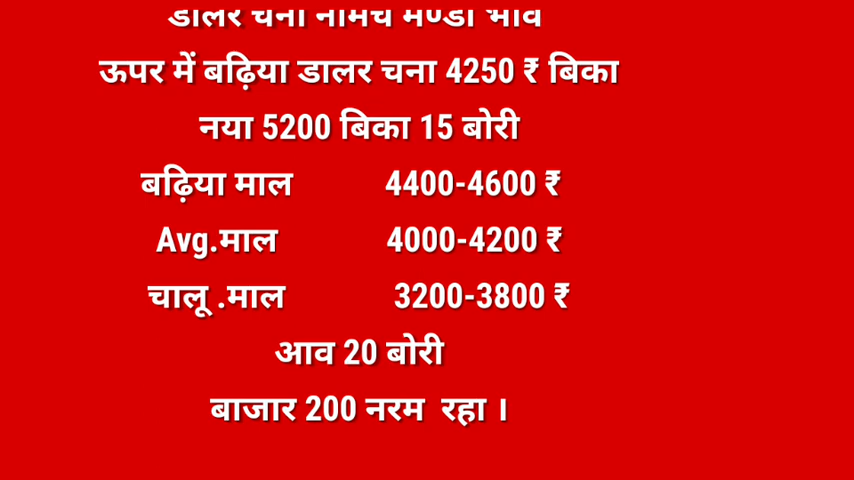 डालर चना नीमच मण्डी भाव
ऊपर में बढ़िया डालर चना 4250 ₹ बिका
नया 5200 बिका 15 बोरी
बढ़िया माल 4400-4600 ₹
Avg.माल 4000-4200 ₹
चालू .माल 3200-3800 ₹
आव 20 बोरी
बाजार 200 नरम रहा ।